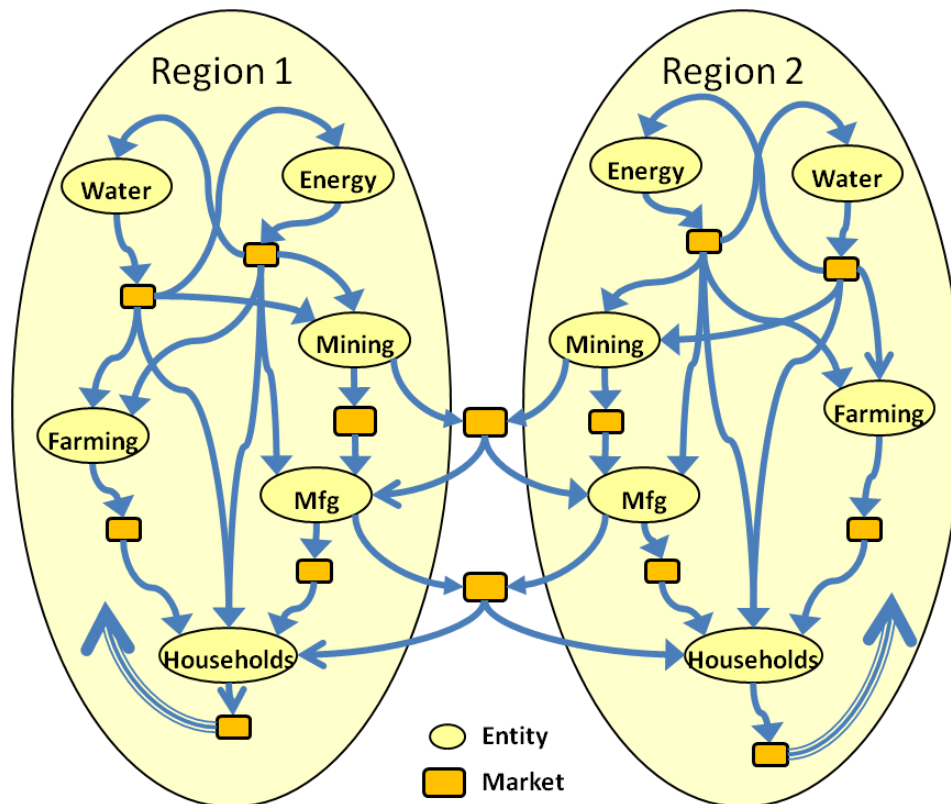 Region 1
Region 2
Water
Energy
Energy
Water
Mining
Mining
Farming
Farming
Mfg
Mfg
Households
Households
Entity
Market